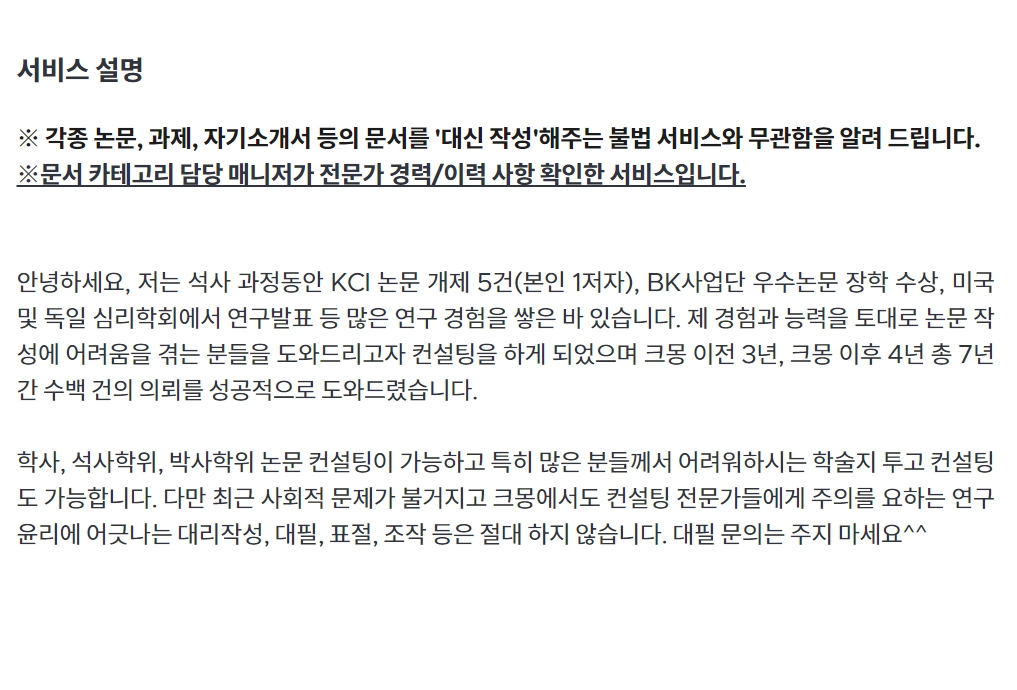 서비스 설명
※ 각종 논문, 과제, 자기소개서 등의 문서를 '대신 작성'해주는 불법 서비스와 무관함을 알려 드립니다.
※문서 카테고리 담당 매니저가 전문가 경력/이력 사항 확인한 서비스입니다.
안녕하세요, 저는 석사 과정동안 KCI 논문 개제 5건(본인 1저자), BK사업단 우수논문 장학 수상, 미국
및 독일 심리학회에서 연구발표 등 많은 연구 경험을 쌓은 바 있습니다. 제 경험과 능력을 토대로 논문 작
성에 어려움을 겪는 분들을 도와드리고자 컨설팅을 하게 되었으며 크몽 이전 3년, 크몽 이후 4년 총 7년
간 수백 건의 의뢰를 성공적으로 도와드렸습니다.
학사, 석사학위, 박사학위 논문 컨설팅이 가능하고 특히 많은 분들께서 어려워하시는 학술지 투고 컨설팅
도 가능합니다. 다만 최근 사회적 문제가 불거지고 크몽에서도 컨설팅 전문가들에게 주의를 요하는 연구
윤리에 어긋나는 대리작성, 대필, 표절, 조작 등은 절대 하지 않습니다. 대필 문의는 주지 마세요^^